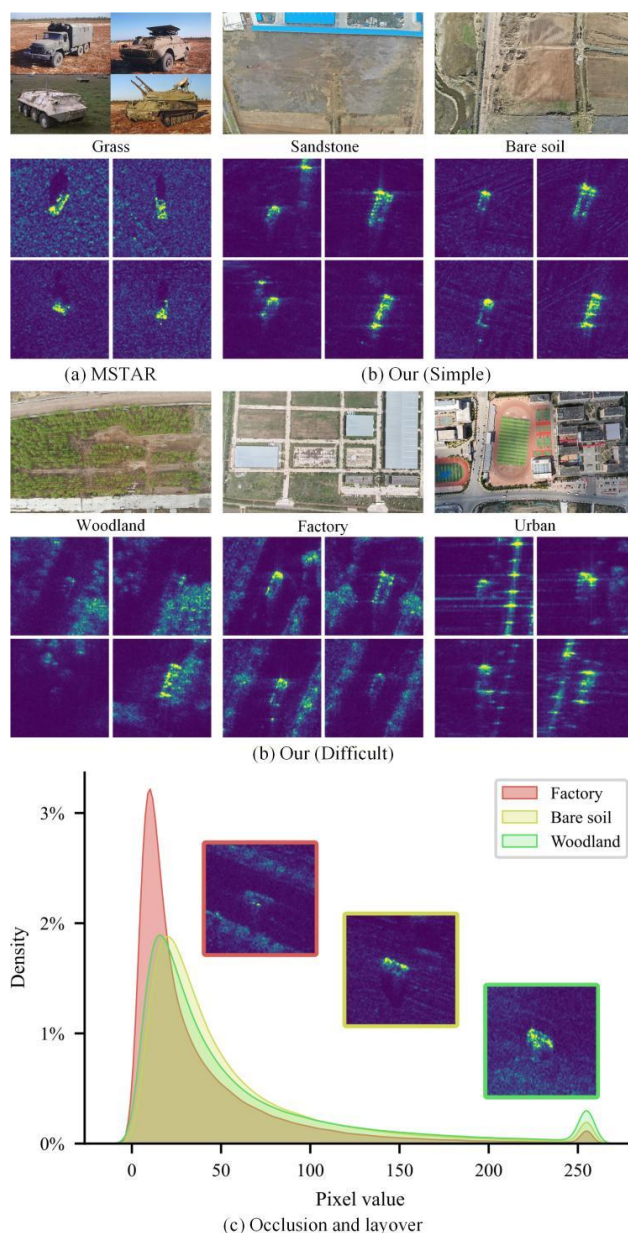 Grass
Sandstone
Bare soil
(a) MSTAR
(b) Our (Simple)
Woodland
Factory
Urban
(b) Our (Difficult)
3%
2%
1%
0%
Density
Factory
Bare soil
Woodland
0
50
100
150
200
250
Pixel value
(c) Occlusion and layover